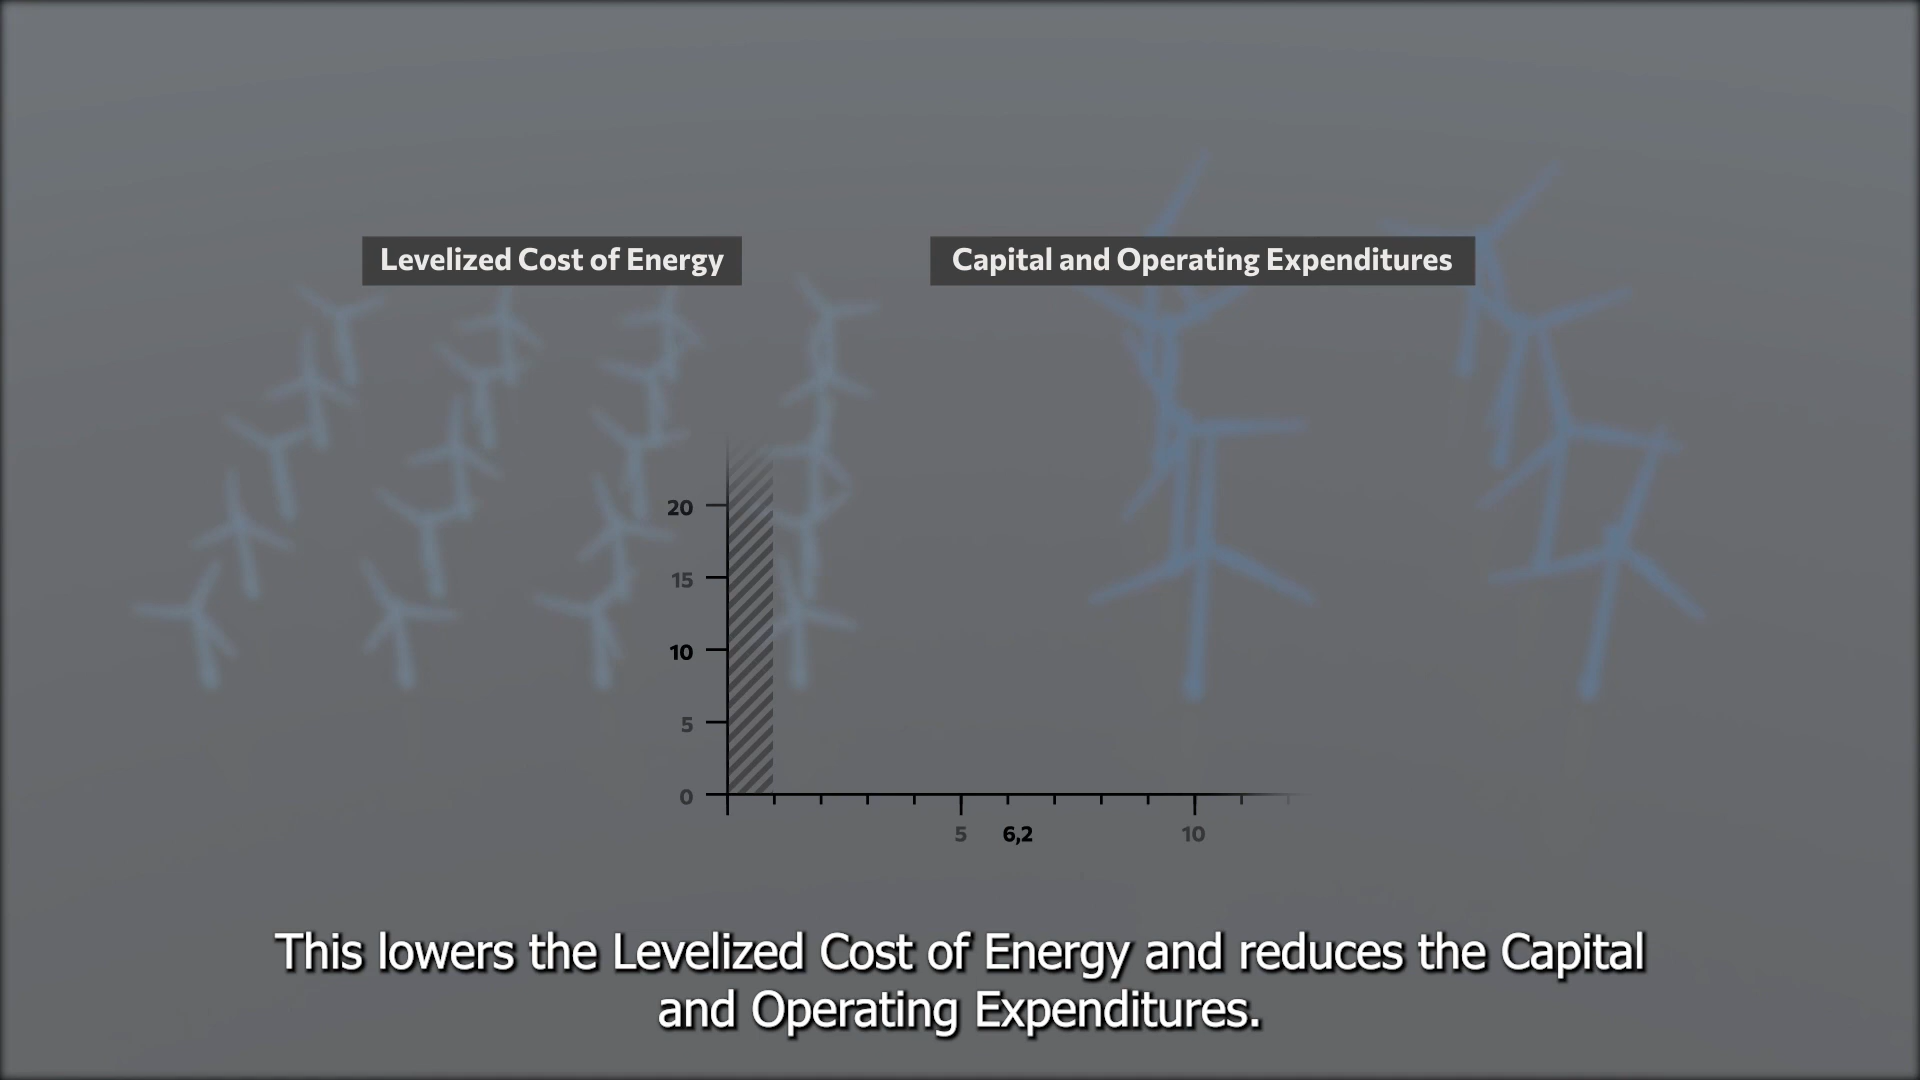 Levelized Cost of Energy
Capital and Operating Expenditures
20
15
10
5
0
5 6,2 10
This lowers the Levelized Cost of Energy and reduces the Capital
and Operating Expenditures.